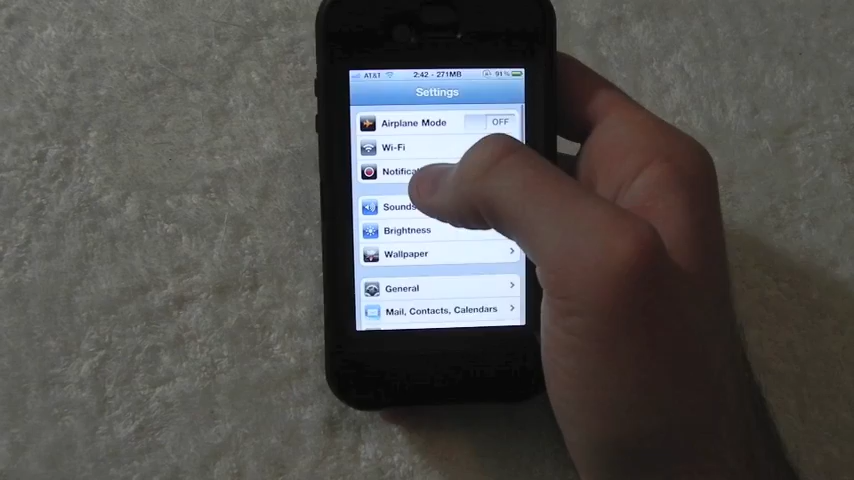 AT&T 2:42 - 271MB 91%
Settings
Airplane Mode OFF
Wi-Fi
Sounds
Brightness
Wallpaper
General
Mail, Contacts, Calendars